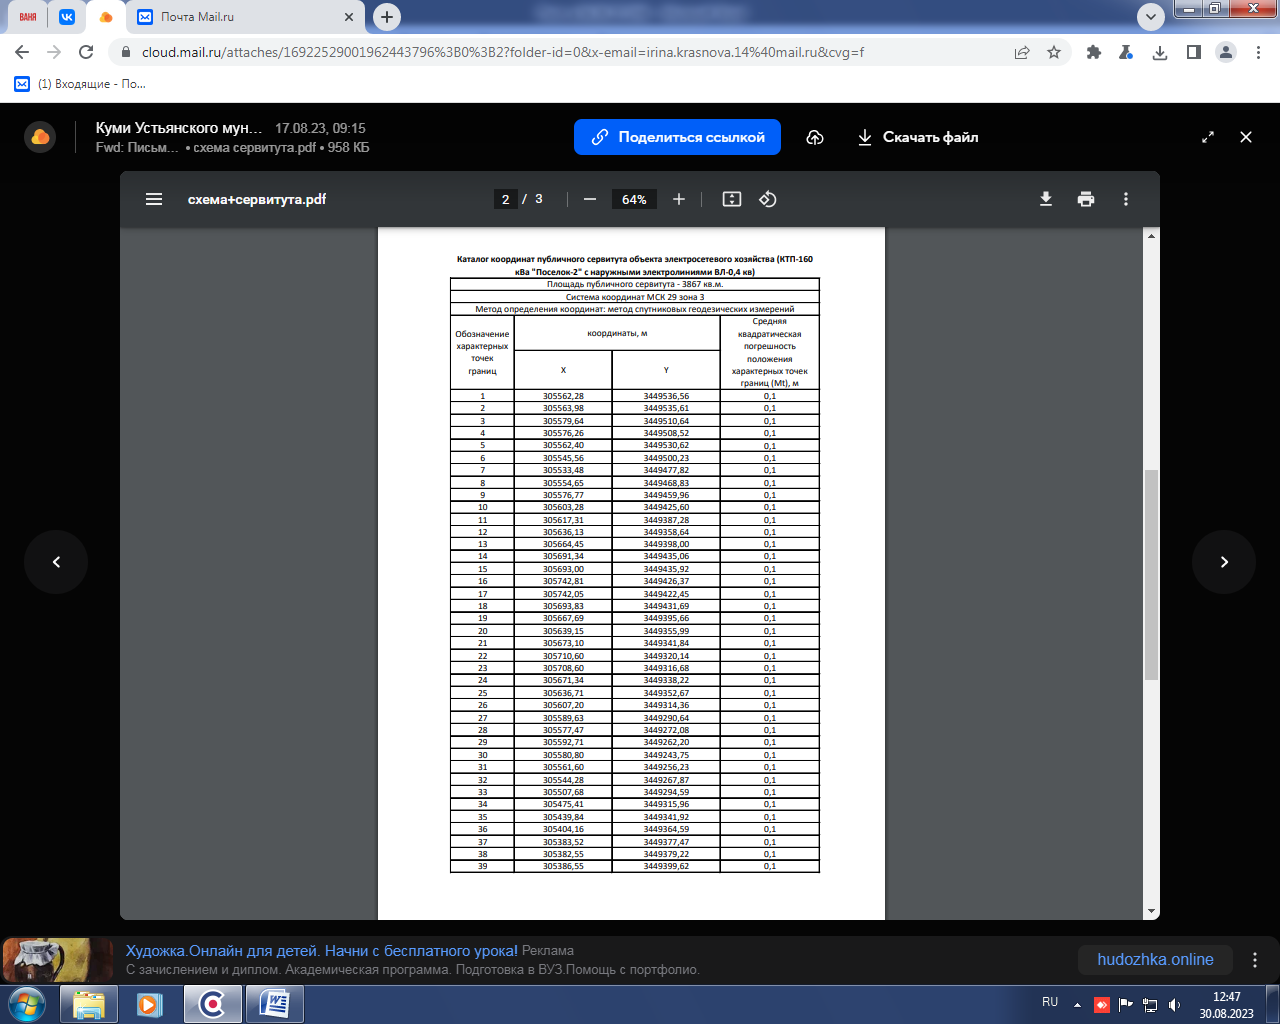 ВАНЯ
Почта Mail.ru
cloud.mail.ru/attaches/16922529001962443796%3B0%3B2?folder-id=0&x-email=irina.krasnova.14%40mail.ru&cvg=f
(1) Входящие - По...
Куми Устьянского мун... 17.08.23, 09:15
Fwd: Письм... • схема сервитута.pdf • 958 КБ
Поделиться ссылкой
Скачать файл
схема+сервитута.pdf
2 / 3
64%
Каталог координат публичного сервитута объекта электросетевого хозяйства (КТП-160
кВа "Поселок-2" с наружными электролиниями ВЛ-0,4 кв)
Площадь публичного сервитута - 3867 кв.м.
Система координат МСК 29 зона 3
Метод определения координат: метод спутниковых геодезических измерений
Обозначение характерных точек границ
координаты, м
Средняя квадратическая погрешность положения характерных точек границ (Mt), м
X Y
1 305562,28 3449536,56 0,1
2 305563,98 3449535,61 0,1
3 305579,64 3449510,64 0,1
4 305576,26 3449508,52 0,1
5 305562,40 3449530,62 0,1
6 305545,56 3449500,23 0,1
7 305533,48 3449477,82 0,1
8 305554,65 3449468,83 0,1
9 305576,77 3449459,96 0,1
10 305603,28 3449425,60 0,1
11 305617,31 3449387,28 0,1
12 305636,13 3449358,64 0,1
13 305664,45 3449398,00 0,1
14 305691,34 3449435,06 0,1
15 305693,00 3449435,92 0,1
16 305742,81 3449426,37 0,1
17 305742,05 3449422,45 0,1
18 305693,83 3449431,69 0,1
19 305667,69 3449395,66 0,1
20 305639,15 3449355,99 0,1
21 305673,10 3449341,84 0,1
22 305710,60 3449320,14 0,1
23 305708,60 3449316,68 0,1
24 305671,34 3449338,22 0,1
25 305636,71 3449352,67 0,1
26 305607,20 3449314,36 0,1
27 305589,63 3449290,64 0,1
28 305577,47 3449272,08 0,1
29 305592,71 3449262,20 0,1
30 305580,80 3449243,75 0,1
31 305561,60 3449256,23 0,1
32 305544,28 3449267,87 0,1
33 305507,68 3449294,59 0,1
34 305475,41 3449315,96 0,1
35 305439,84 3449341,92 0,1
36 305404,16 3449364,59 0,1
37 305383,52 3449377,47 0,1
38 305382,55 3449379,22 0,1
39 305386,55 3449399,62 0,1
Художка.Онлайн для детей. Начни с бесплатного урока! Реклама
С зачислением и диплом. Академическая программа. Подготовка в ВУЗ.Помощь с портфолио.
hudozhka.online
RU
12:47
30.08.2023